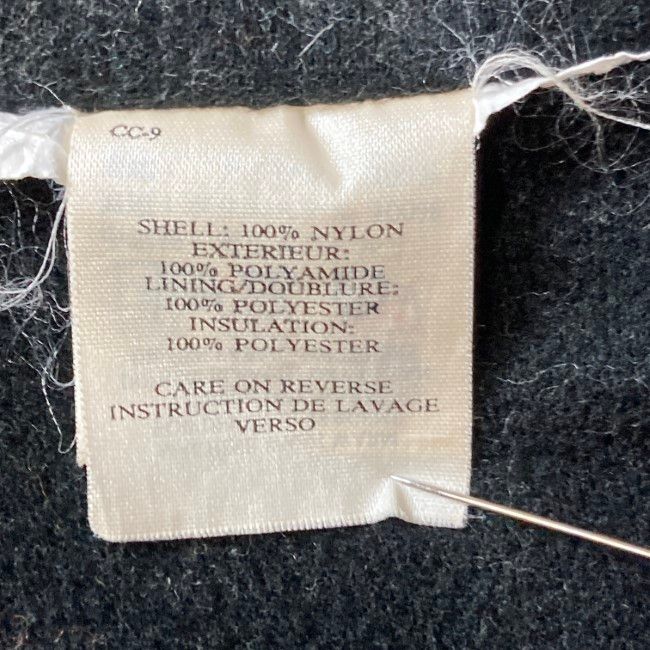 CC-9
SHELL: 100% NYLON
EXTERIEUR:
100% POLYAMIDE
LINING/DOUBLURE:
100% POLYESTER
INSULATION:
100% POLYESTER
CARE ON REVERSE
INSTRUCTION DE LAVAGE
VERSO